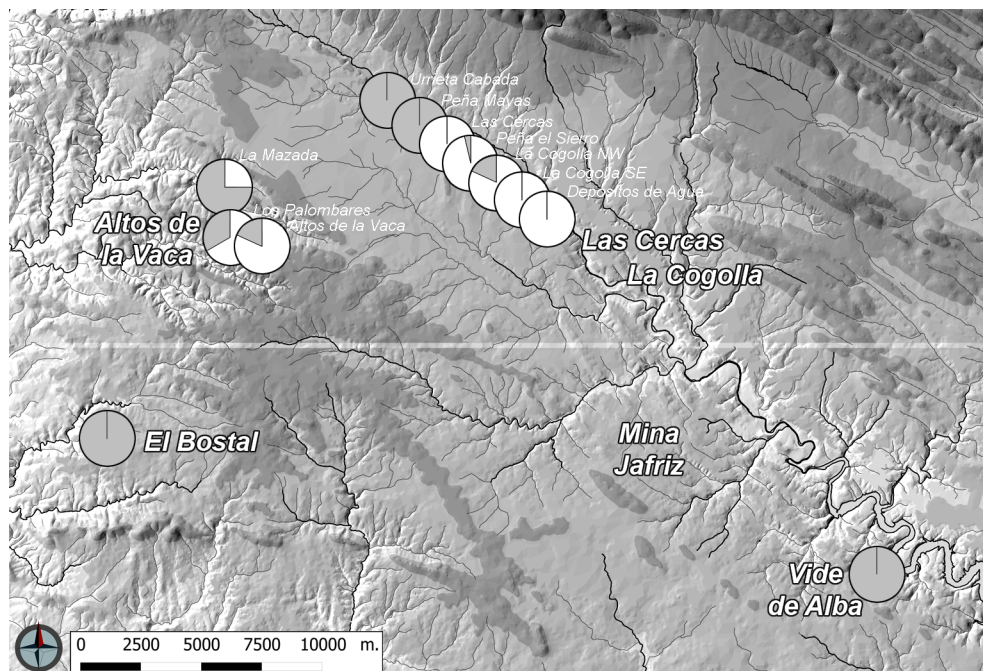 Urrieta Cabada
Peña Mayas
Las Cercas
Peña el Sierro
La Cogolla NW
La Cogolla SE
Depósitos de Agua
La Mazada
Los Palombares
Altos de la Vaca
Altos de
la Vaca
Las Cercas
La Cogolla
El Bostal
Mina
Jafriz
Vide
de Alba
0 2500 5000 7500 10000 m.